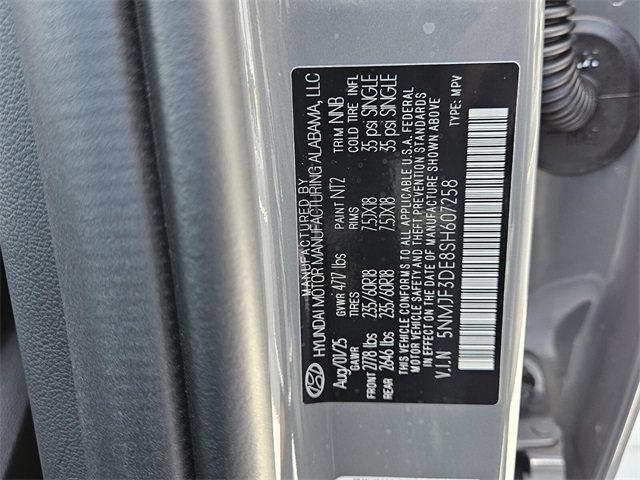 MANUFACTURED BY
HYUNDAI MOTOR MANUFACTURING ALABAMA, LLC
Aug/01/25 GVWR 4777 lbs PAINT NT2 TRIM NNB
GAWR TIRES RIMS COLD TIRE INFL
FRONT 2778 lbs 235/60R18 7.5JX18 35 psi SINGLE
REAR 2646 lbs 235/60R18 7.5JX18 35 psi SINGLE
THIS VEHICLE CONFORMS TO ALL APPLICABLE U.S.A. FEDERAL
MOTOR VEHICLE SAFETY AND THEFT PREVENTION STANDARDS
IN EFFECT ON THE DATE OF MANUFACTURE SHOWN ABOVE
V.I.N 5NMJF3DE8SH607258
TYPE: MPV